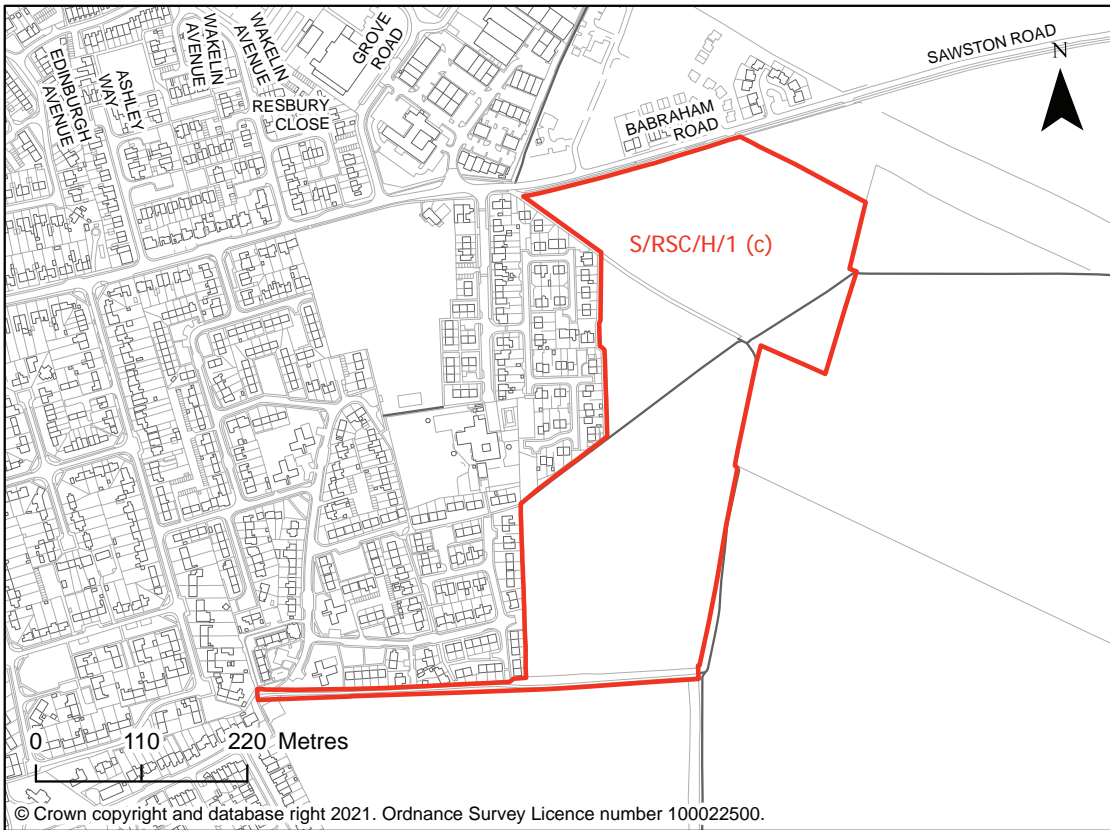 SAWSTON ROAD
N
GROVE
ROAD
WAKELIN
AVENUE
WAKELIN
AVENUE
EDINBURGH
AVENUE
ASHLEY
WAY
RESBURY
CLOSE
BABRAHAM
ROAD
S/RSC/H/1 (c)
0 110 220 Metres
© Crown copyright and database right 2021. Ordnance Survey Licence number 100022500.